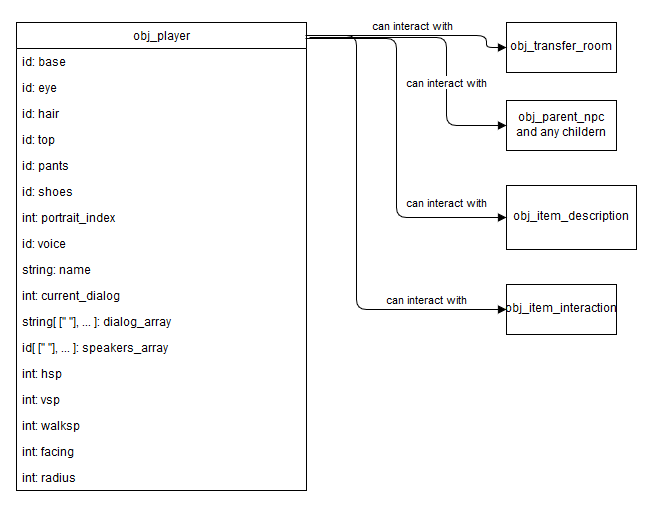 obj_player
id: base
id: eye
id: hair
id: top
id: pants
id: shoes
int: portrait_index
id: voice
string: name
int: current_dialog
string[ [" "], ... ]: dialog_array
id[ [" "], ... ]: speakers_array
int: hsp
int: vsp
int: walksp
int: facing
int: radius
can interact with
obj_transfer_room
can interact with
obj_parent_npc
and any childern
can interact with
obj_item_description
can interact with
obj_item_interaction